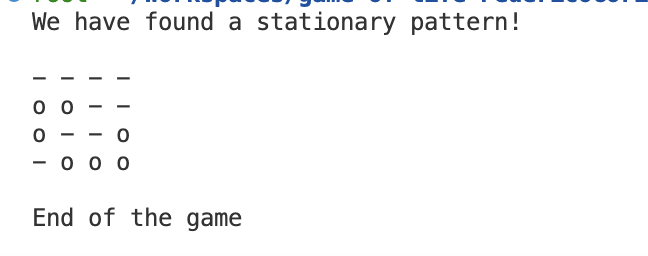 We have found a stationary pattern!
– – – –
o o – –
o – – o
– o o o
End of the game